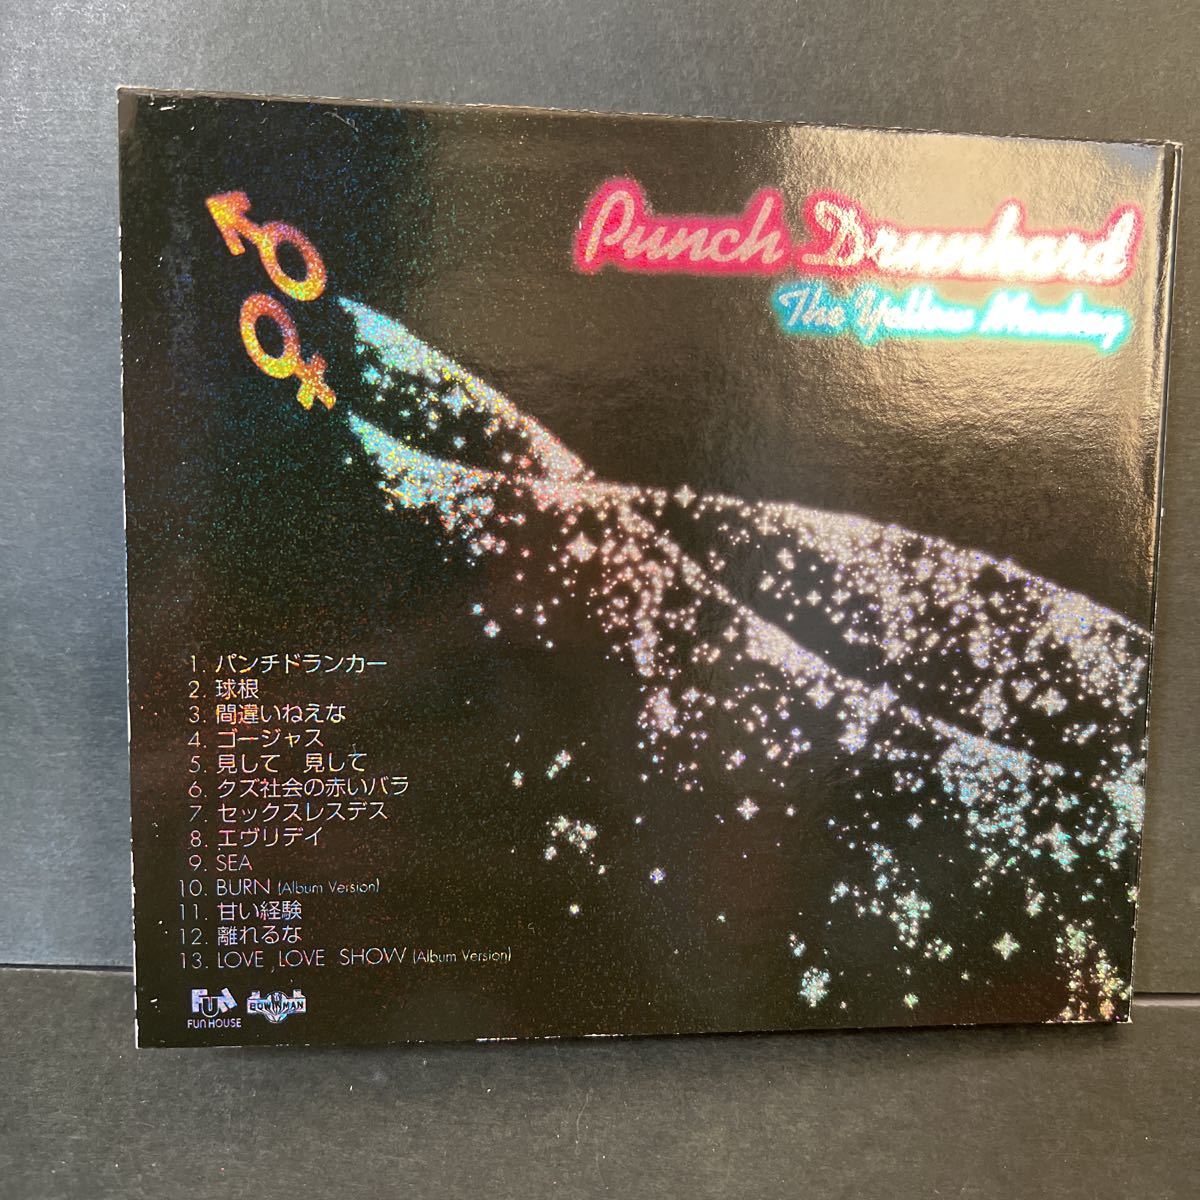 Punch Drunkard
The Yellow Monkey
1. パンチドランカー
2. 球根
3. 間違いねえな
4. ゴージャス
5. 見して 見して
6. クズ社会の赤いバラ
7. セックスレスデス
8. エヴリデイ
9. SEA
10. BURN (Album Version)
11. 甘い経験
12. 離れるな
13. LOVE LOVE SHOW (Album Version)
FUN HOUSE
BOWINMAN